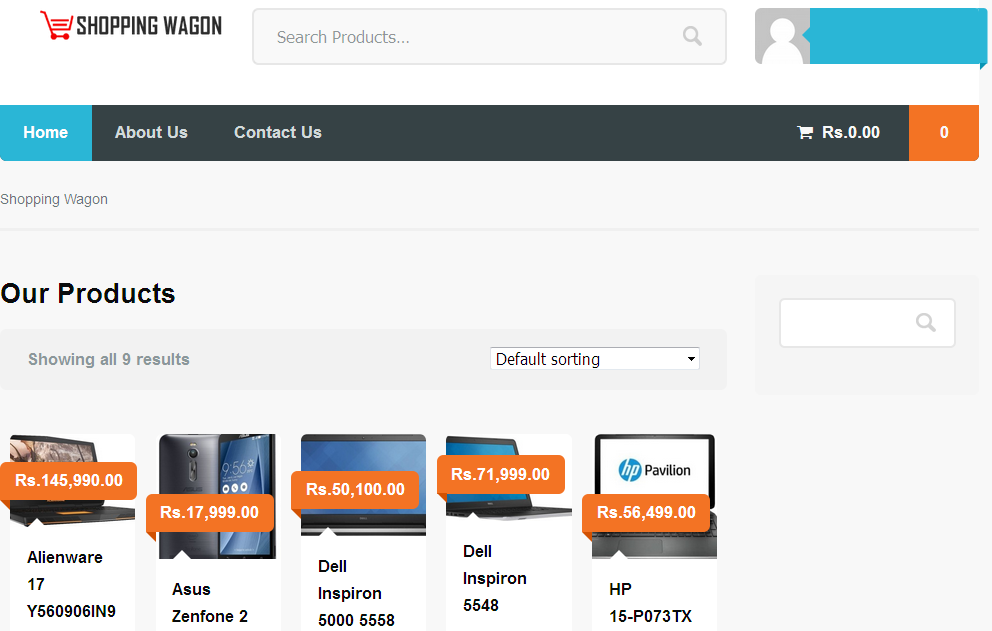 SHOPPING WAGON
Search Products...
Home
About Us
Contact Us
Rs.0.00
0
Shopping Wagon
Our Products
Showing all 9 results
Default sorting
Rs.145,990.00
Alienware
17
Y560906IN9
9:56
Rs.17,999.00
Asus
Zenfone 2
Rs.50,100.00
Dell
Inspiron
5000 5558
Rs.71,999.00
Dell
Inspiron
5548
hp Pavilion
Rs.56,499.00
HP
15-P073TX